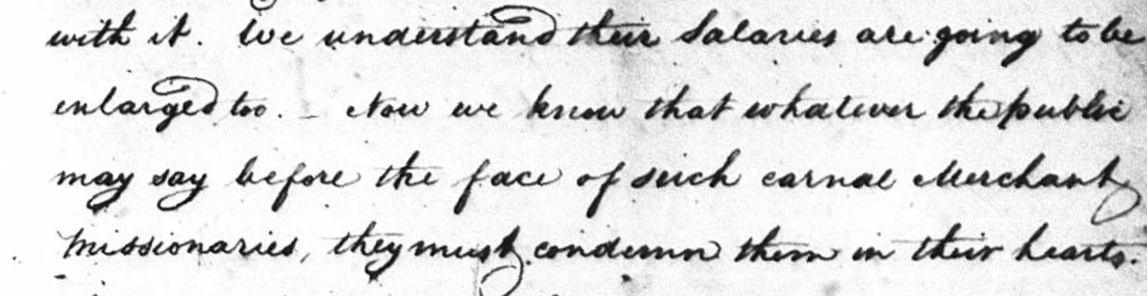 with it. We understand their Salaries are going to be
enlarged too. – Now we know that whatever the public
may say before the face of such carnal Merchant
Missionaries, they must condemn them in their hearts.